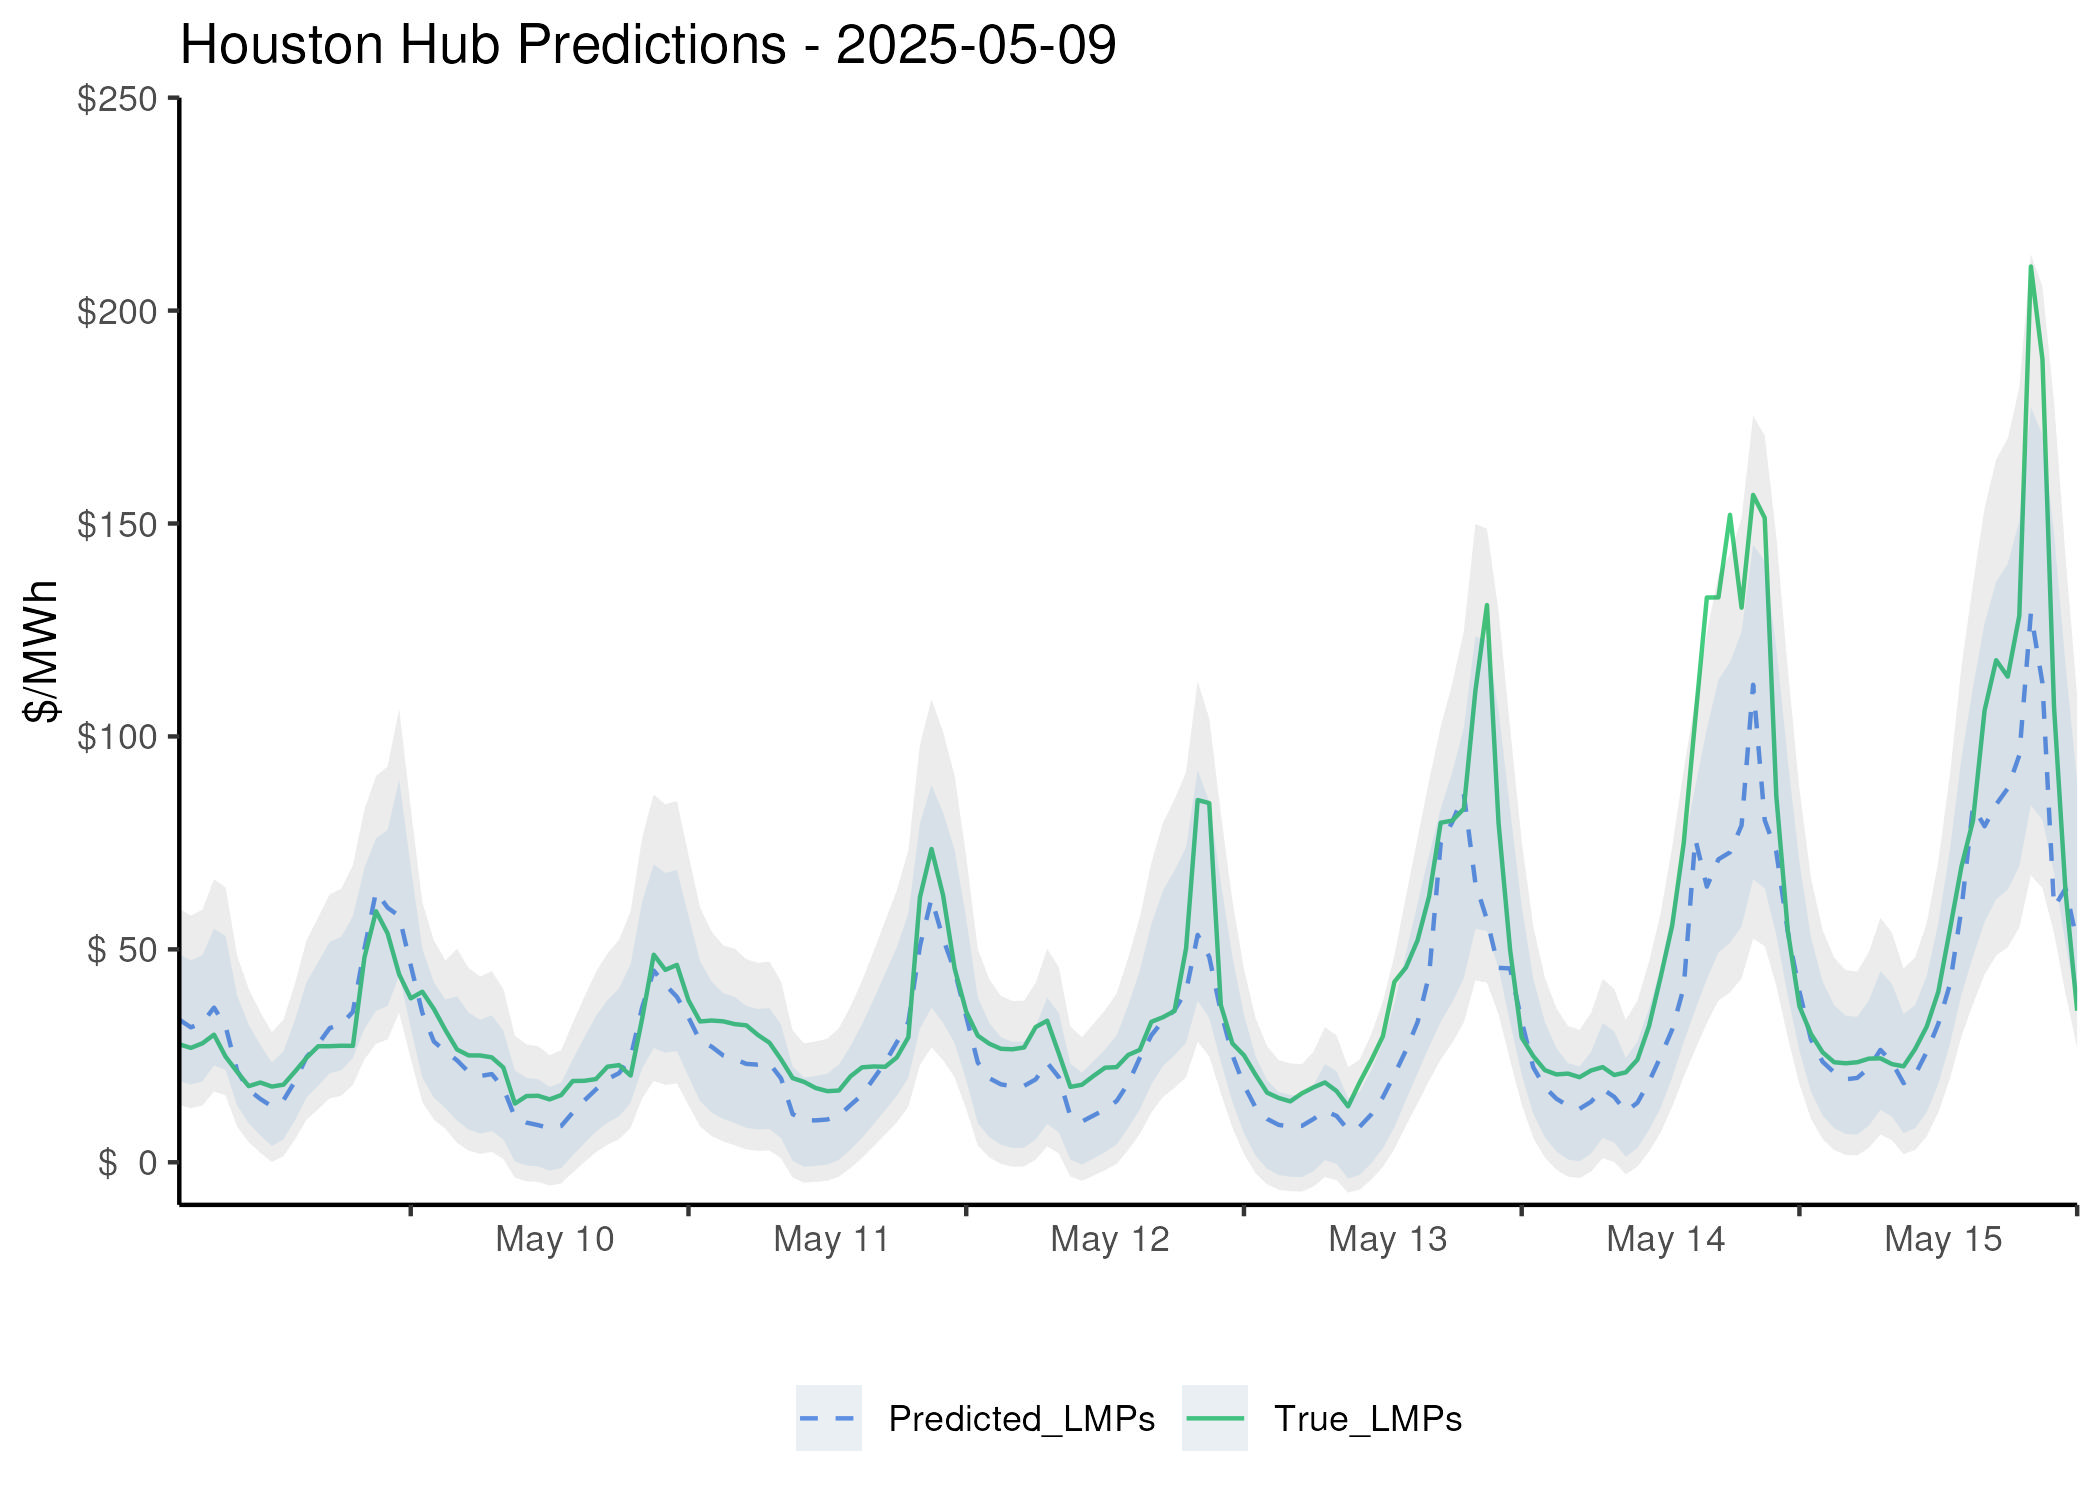 Houston Hub Predictions - 2025-05-09
$250
$200
$150
$100
$ 50
$ 0
$/MWh
May 10
May 11
May 12
May 13
May 14
May 15
Predicted_LMPs
True_LMPs